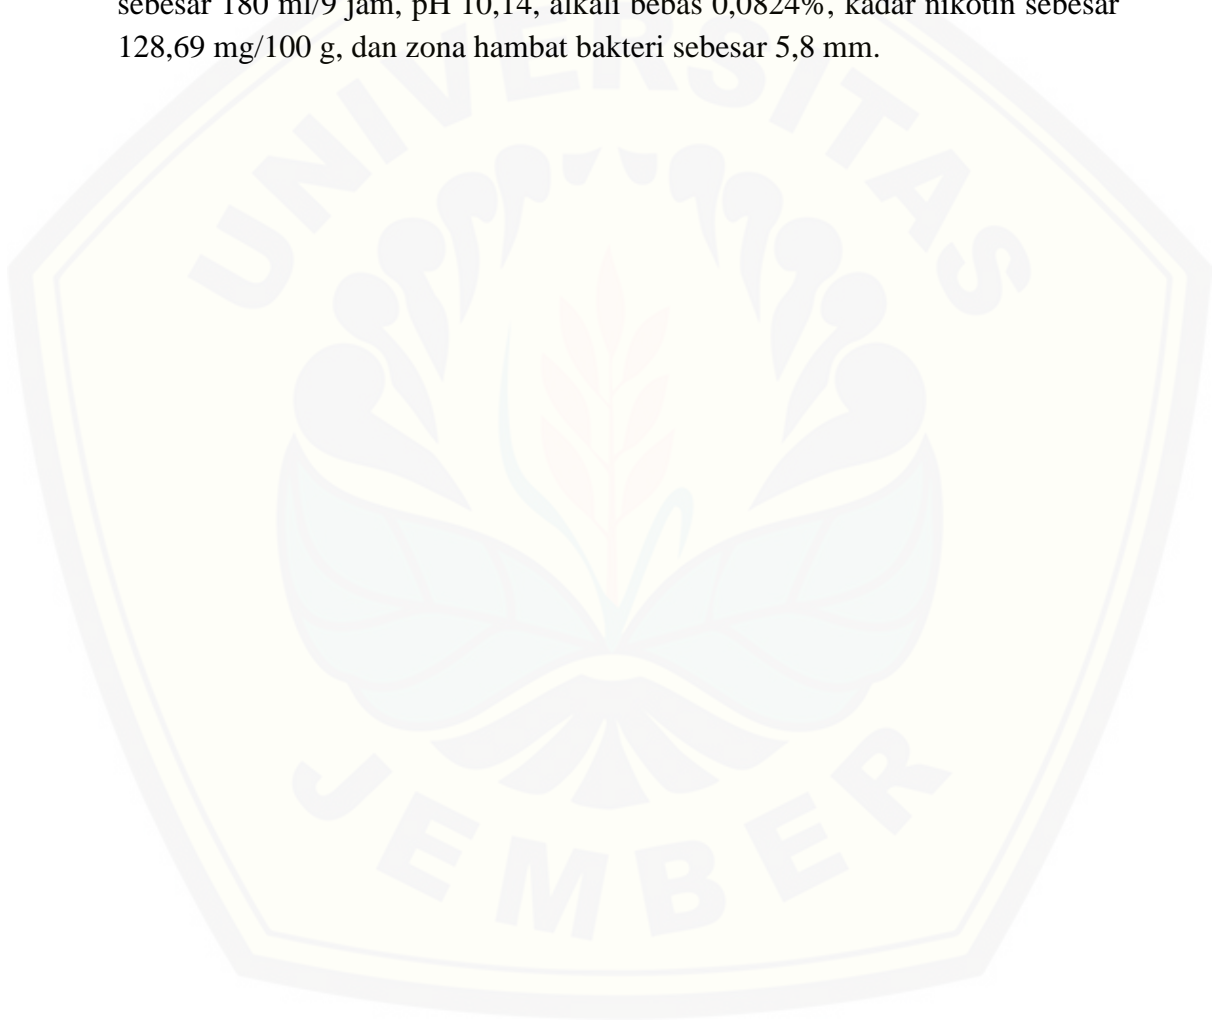 sebesar 180 ml/9 jam, pH 10,14, alkali bebas 0,0824%, kadar nikotin sebesar
128,69 mg/100 g, dan zona hambat bakteri sebesar 5,8 mm.
UNIVERSITAS
JEMBER